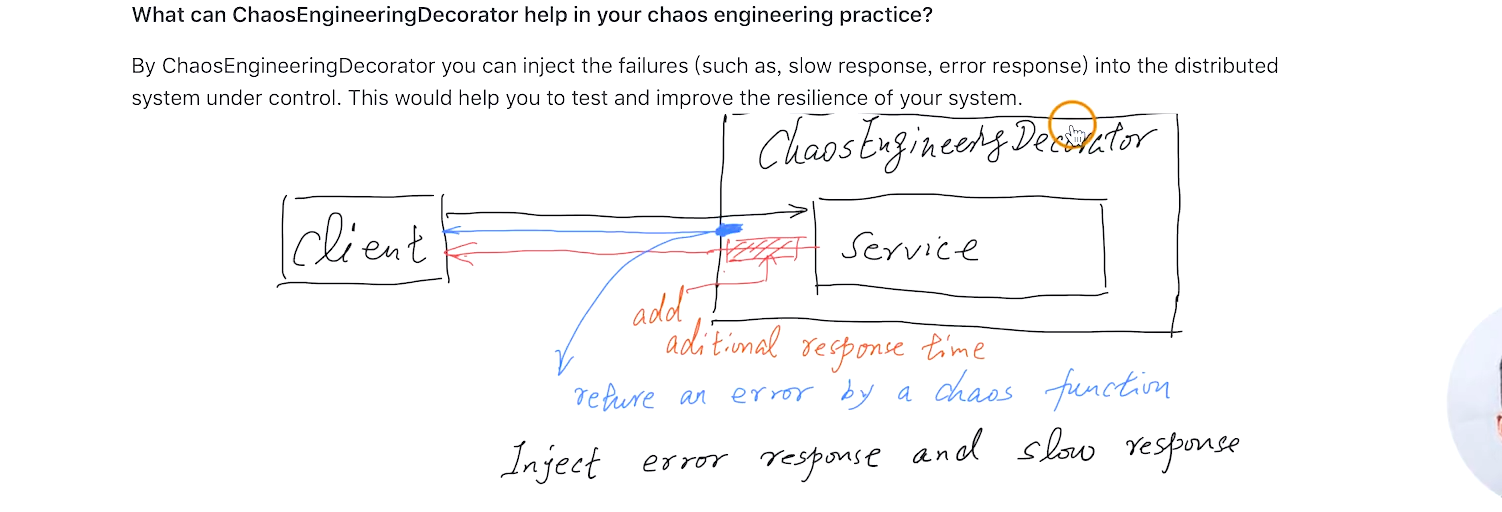 What can ChaosEngineeringDecorator help in your chaos engineering practice?
By ChaosEngineeringDecorator you can inject the failures (such as, slow response, error response) into the distributed
system under control. This would help you to test and improve the resilience of your system.
ChaosEngineeringDecorator
Client
Service
add
aditional response time
reture an error by a chaos function
Inject error response and slow response